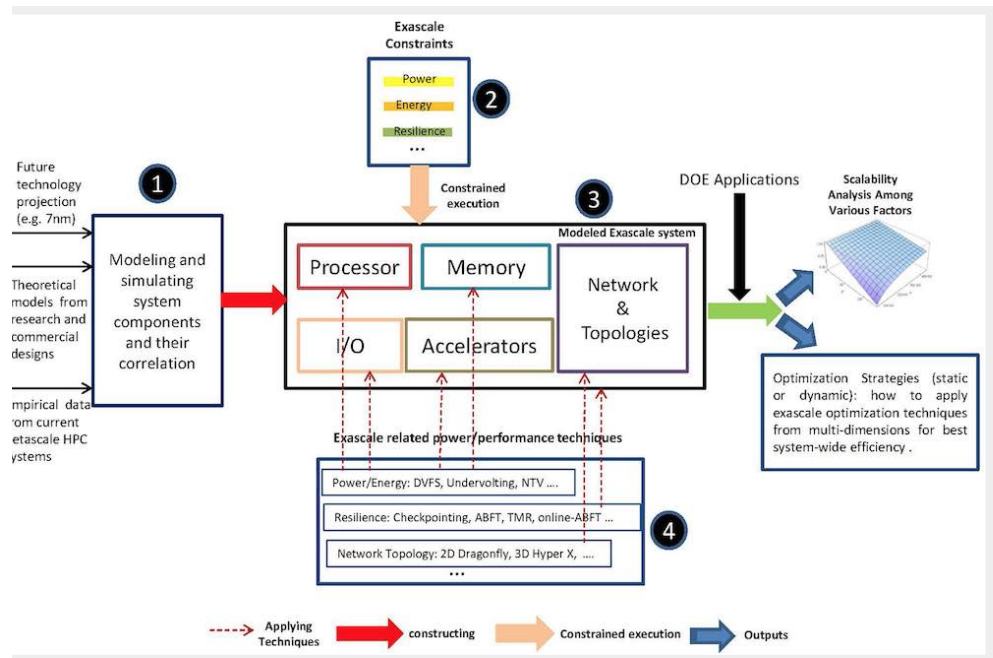 Exascale
Constraints
Power
Energy
Resilience
...
2
Constrained
execution
Future
technology
projection
(e.g. 7nm)
Theoretical
models from
research and
commercial
designs
mpirical data
rom current
etascale HPC
ystems
1
Modeling and
simulating
system
components
and their
correlation
3
Modeled Exascale system
Processor
Memory
I/O
Accelerators
Network
&
Topologies
DOE Applications
Scalability
Analysis Among
Various Factors
Optimization Strategies (static
or dynamic): how to apply
exascale optimization techniques
from multi-dimensions for best
system-wide efficiency .
Exascale related power/performance techniques
Power/Energy: DVFS, Undervolting, NTV ....
Resilience: Checkpointing, ABFT, TMR, online-ABFT ...
Network Topology: 2D Dragonfly, 3D Hyper X, ....
...
4
Applying
Techniques
constructing
Constrained execution
Outputs